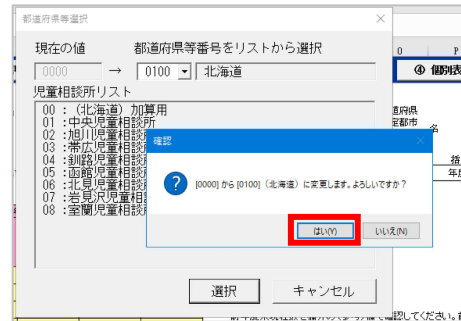 都道府県等選択
現在の値 都道府県等番号をリストから選択
0000 → 0100 北海道
児童相談所リスト
00 : （北海道）加算用
01 : 中央児童相談所
02 : 旭川児童相談所
03 : 帯広児童相談
04 : 釧路児童相談
05 : 函館児童相談
06 : 北見児童相談
07 : 岩見沢児童相
08 : 室蘭児童相談
確認
[0000] から [0100] （北海道）に変更します。よろしいですか？
はい(Y) いいえ(N)
選択 キャンセル
O P
④ 個別表
道府県
名
年度
認してください。